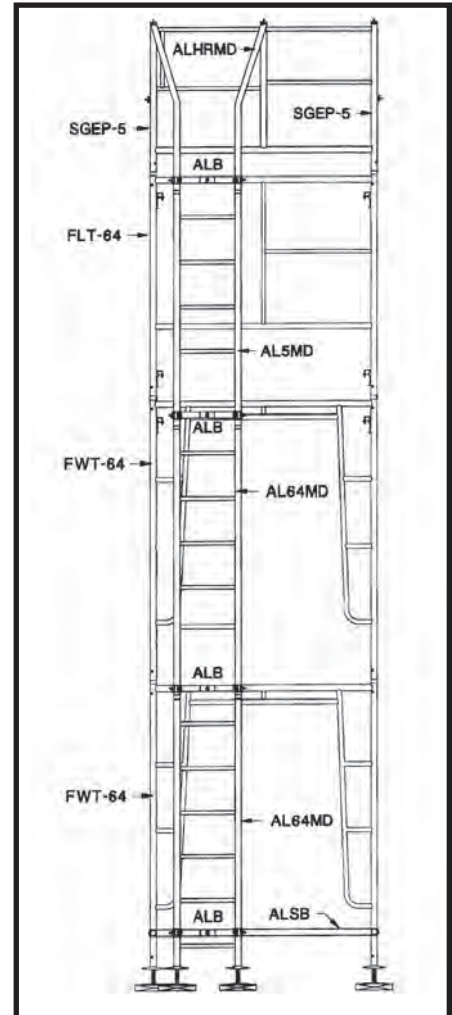 ALHRMD
SGEP-5
SGEP-5
ALB
FLT-64
AL5MD
ALB
FWT-64
AL64MD
ALB
FWT-64
AL64MD
ALB
ALSB